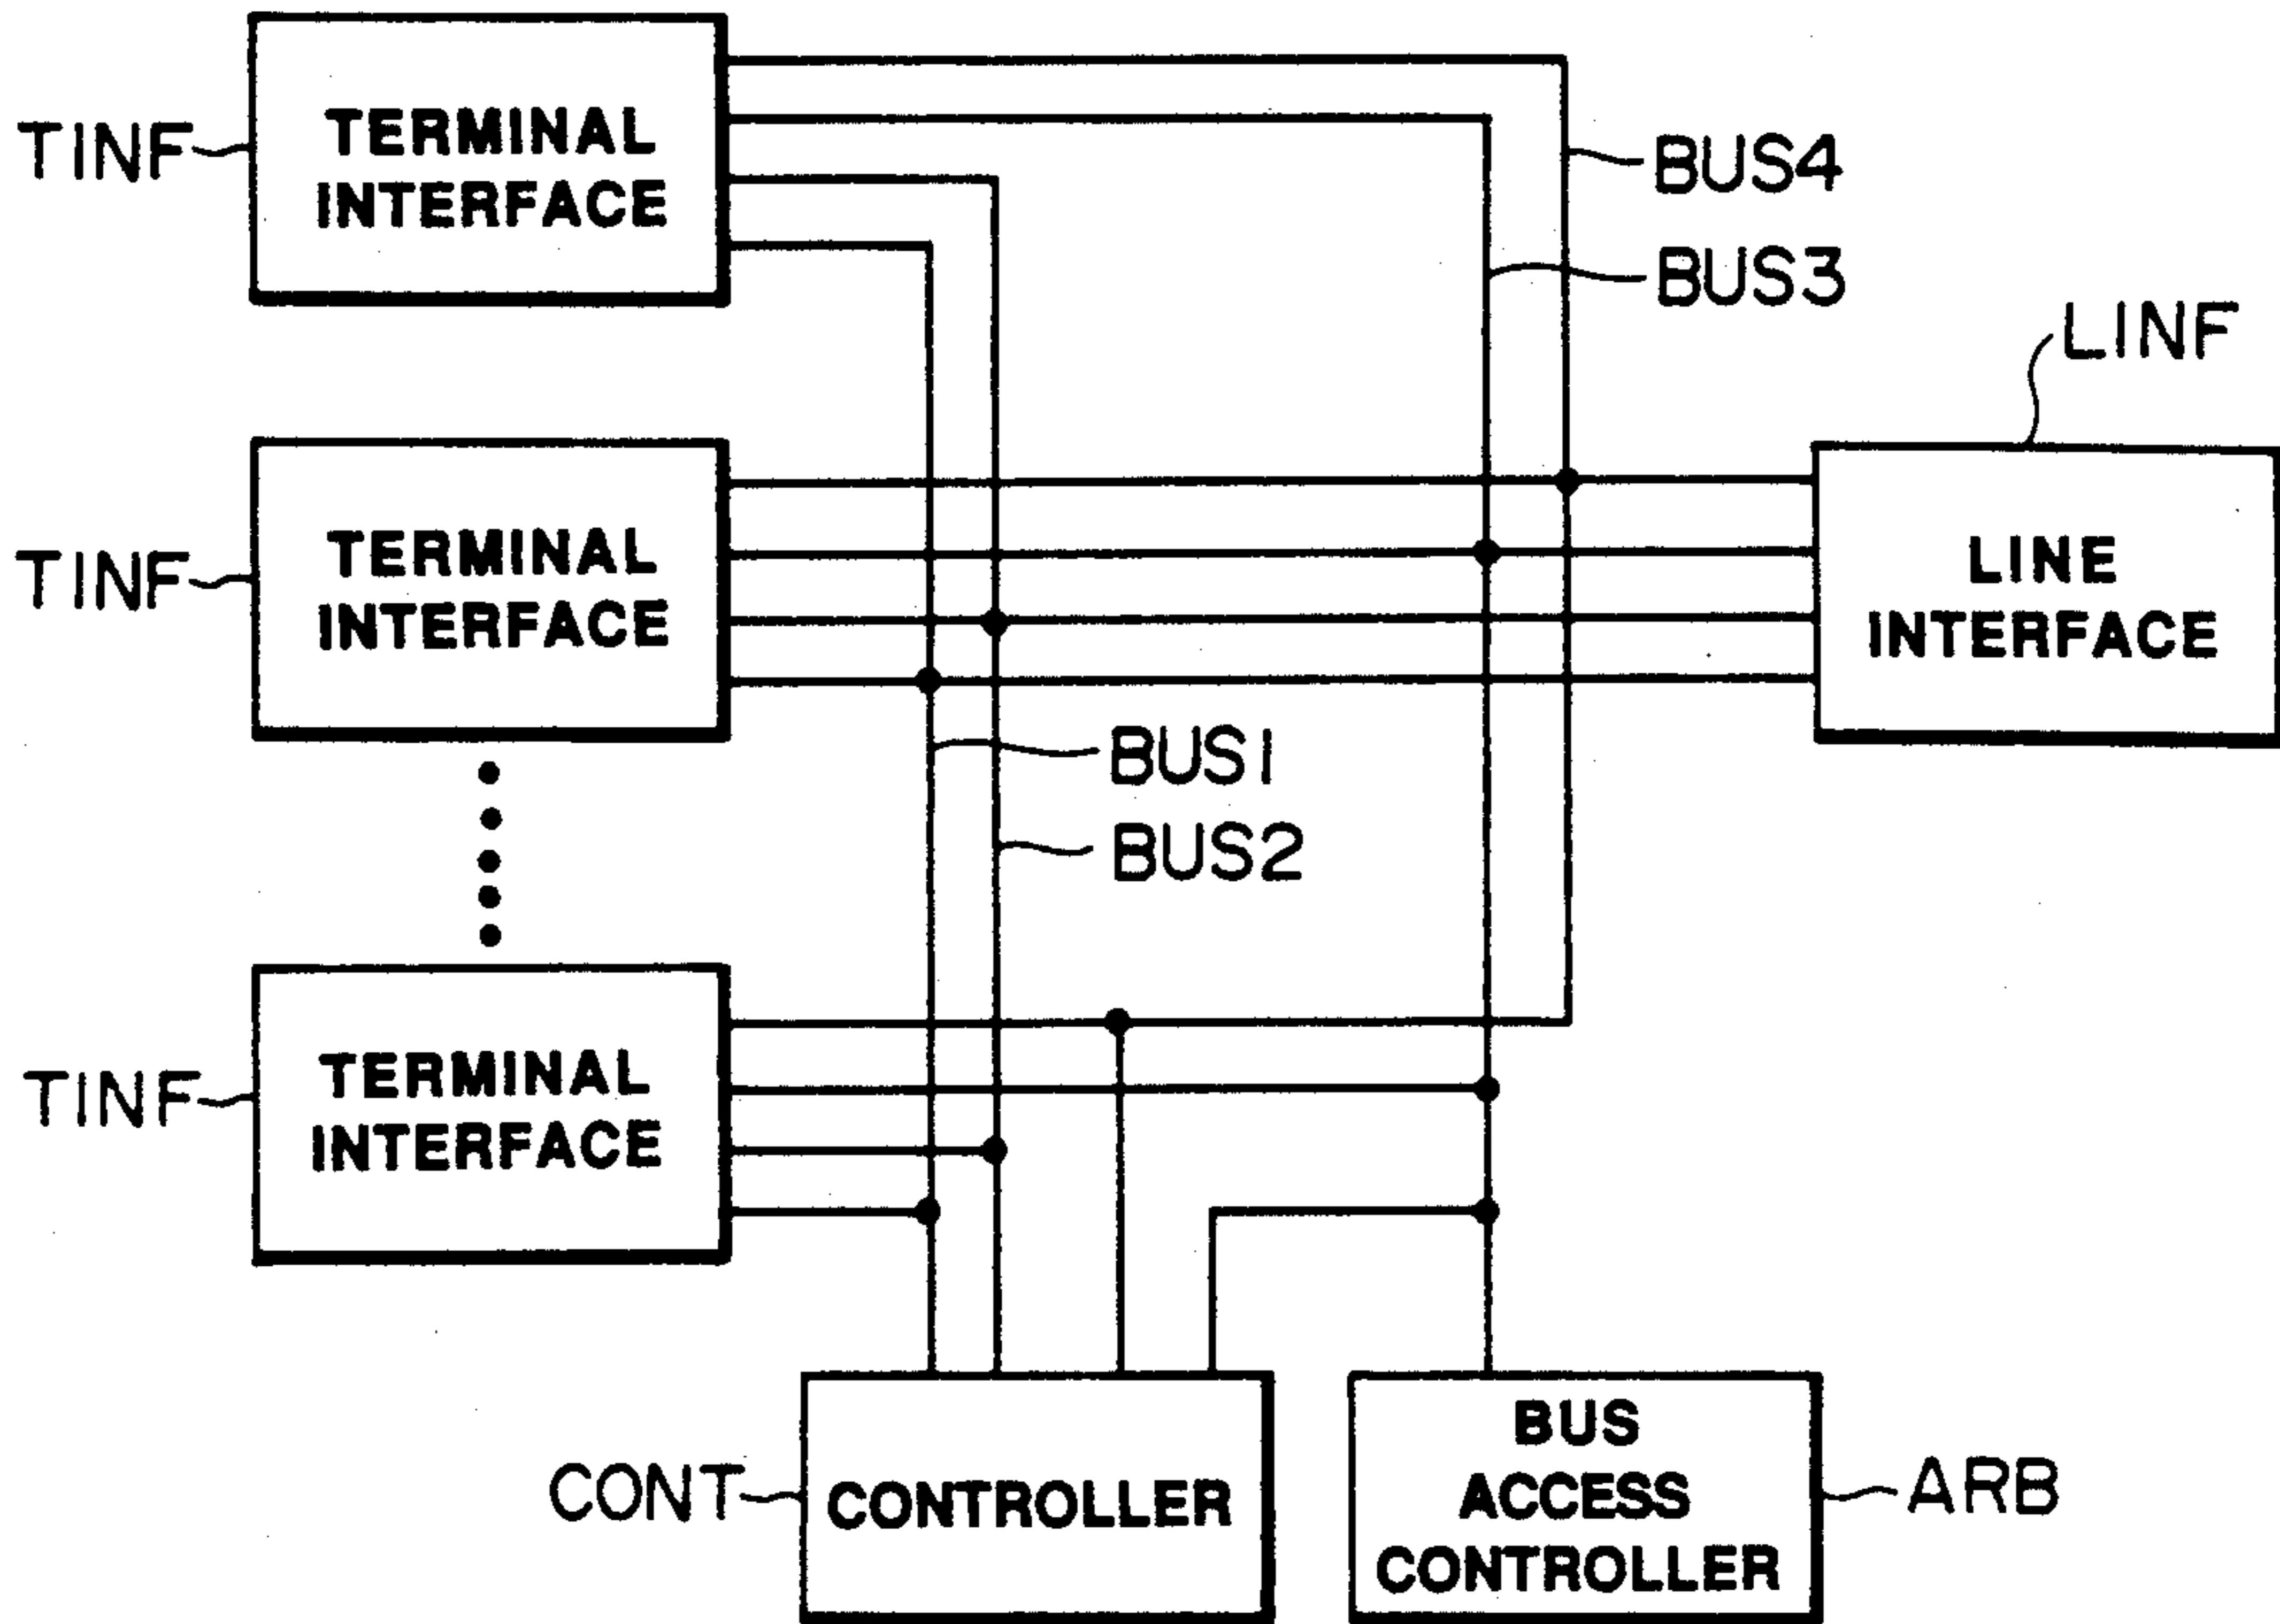 TINF
TERMINAL
INTERFACE
BUS4
BUS3
LINF
TINF
TERMINAL
INTERFACE
LINE
INTERFACE
BUS1
BUS2
TINF
TERMINAL
INTERFACE
CONT
CONTROLLER
BUS
ACCESS
CONTROLLER
ARB